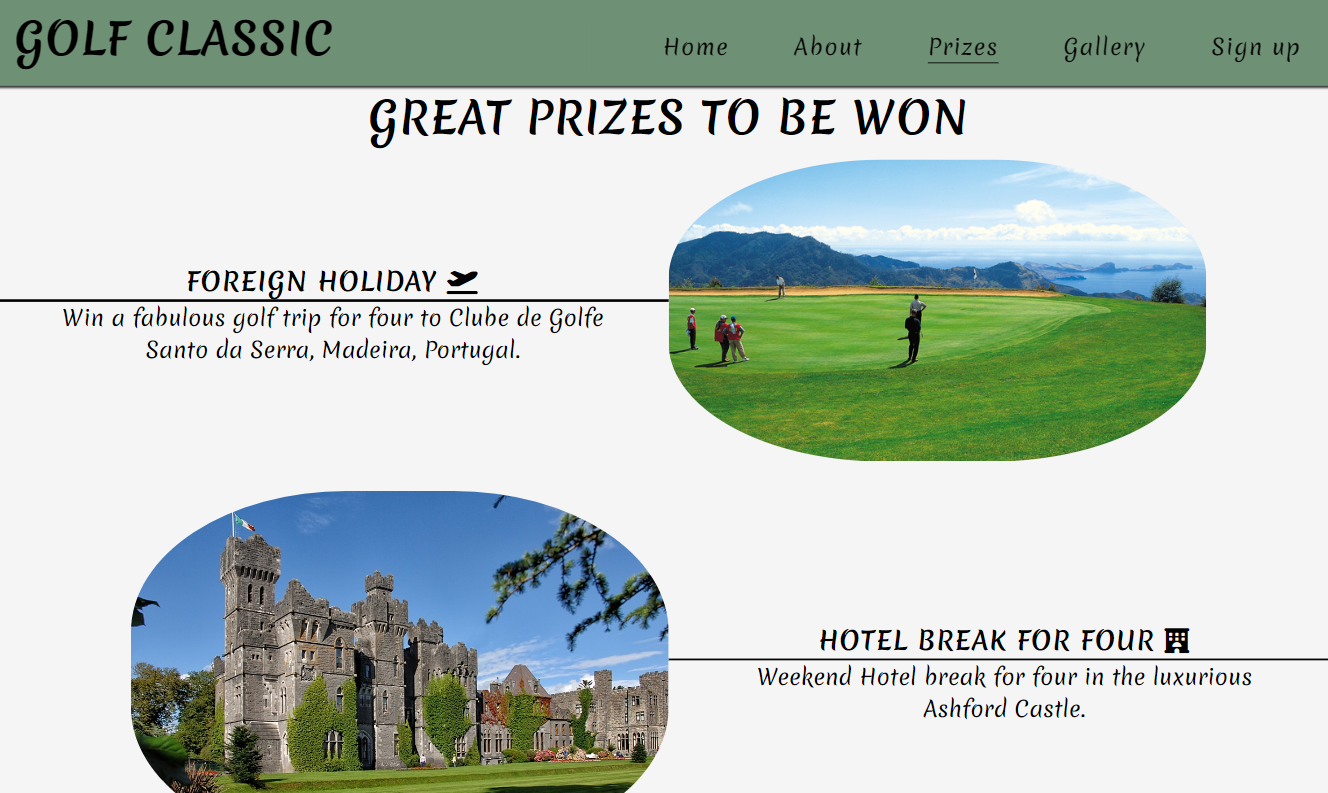 GOLF CLASSIC
Home About Prizes Gallery Sign up
GREAT PRIZES TO BE WON
FOREIGN HOLIDAY
Win a fabulous golf trip for four to Clube de Golfe
Santo da Serra, Madeira, Portugal.
HOTEL BREAK FOR FOUR
Weekend Hotel break for four in the luxurious
Ashford Castle.